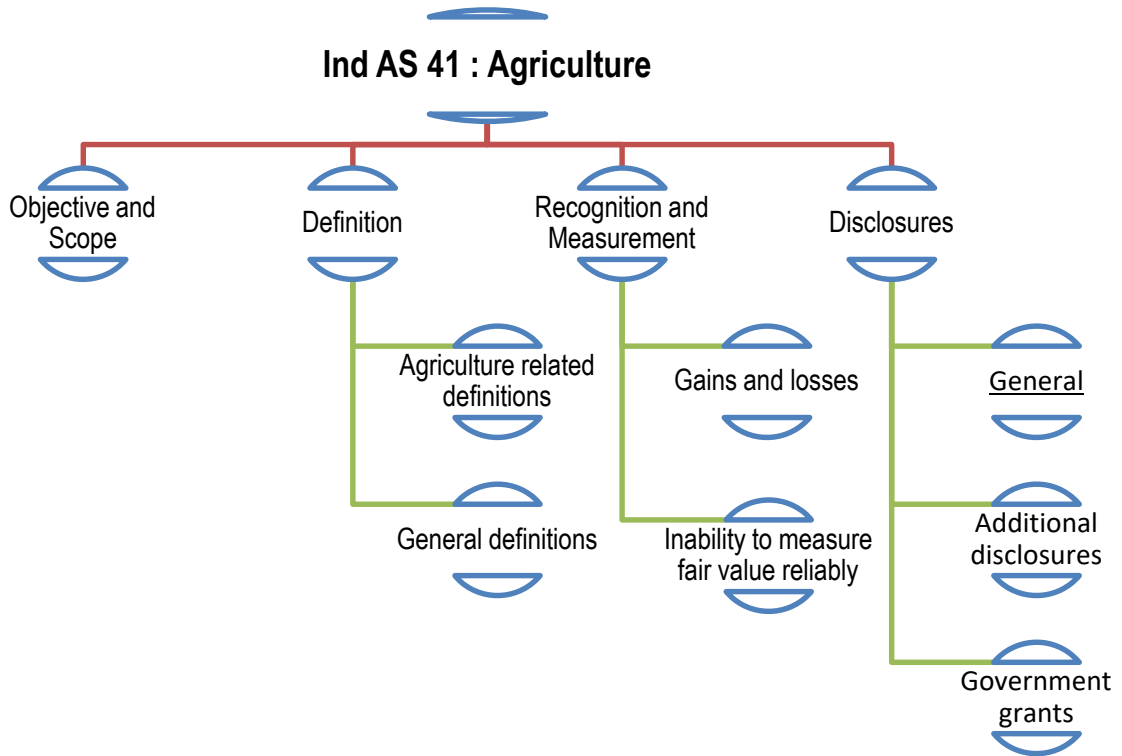 Ind AS 41 : Agriculture
Objective and
Scope
Definition
Recognition and
Measurement
Disclosures
Agriculture related
definitions
General definitions
Gains and losses
Inability to measure
fair value reliably
General
Additional
disclosures
Government
grants